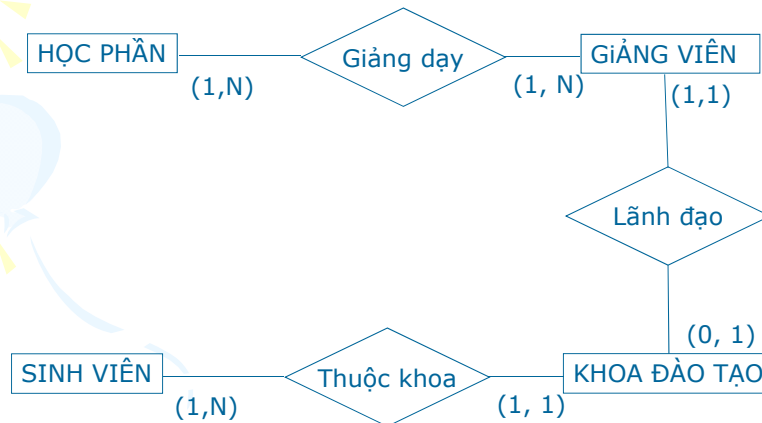 HỌC PHẦN
Giảng dạy
GiẢNG VIÊN
(1,N)
(1, N)
(1,1)
Lãnh đạo
(0, 1)
SINH VIÊN
Thuộc khoa
KHOA ĐÀO TẠO
(1,N)
(1, 1)